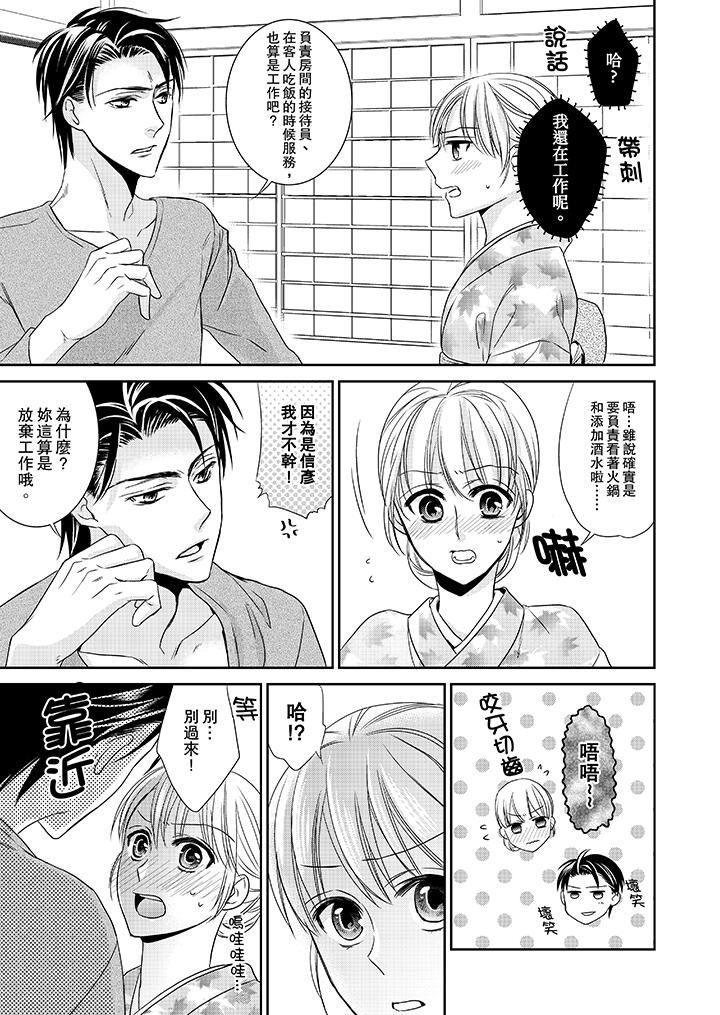 哈？
說話
帶刺
我還在工作呢。
負責房間的接待員、
在客人吃飯的時候服務，
也算是工作吧？
唔…雖說確實是
要負責看著火鍋
和添加酒水啦……
因為是信彥
我才不幹！
為什麼？
妳這算是
放棄工作哦。
唔唔~~
咬牙切齒
壞笑
壞笑
哈!?
等
別…
別過來！
靠近
嗚哇哇哇…